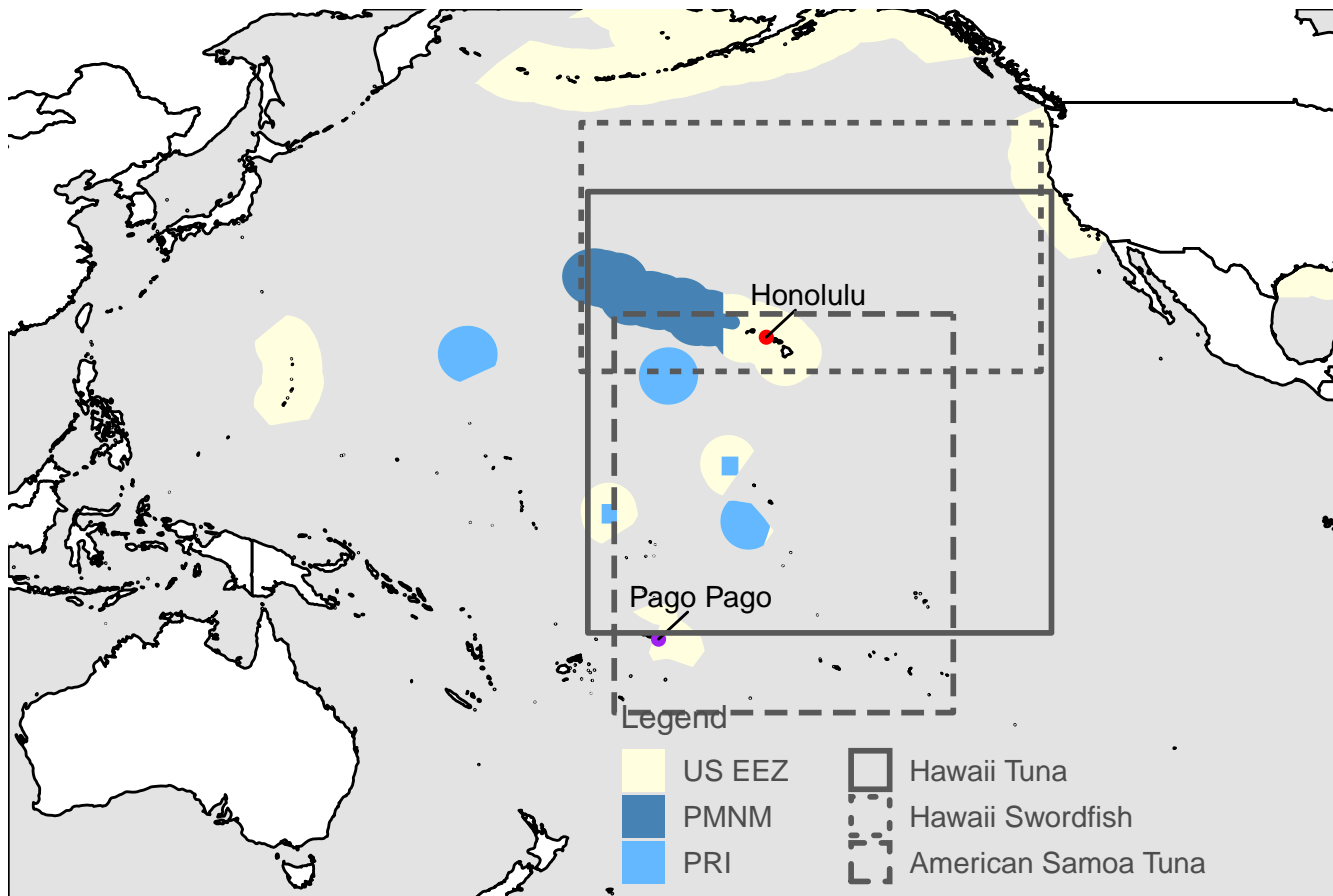 Honolulu
Pago Pago
Legend
US EEZ
PMNM
PRI
Hawaii Tuna
Hawaii Swordfish
American Samoa Tuna